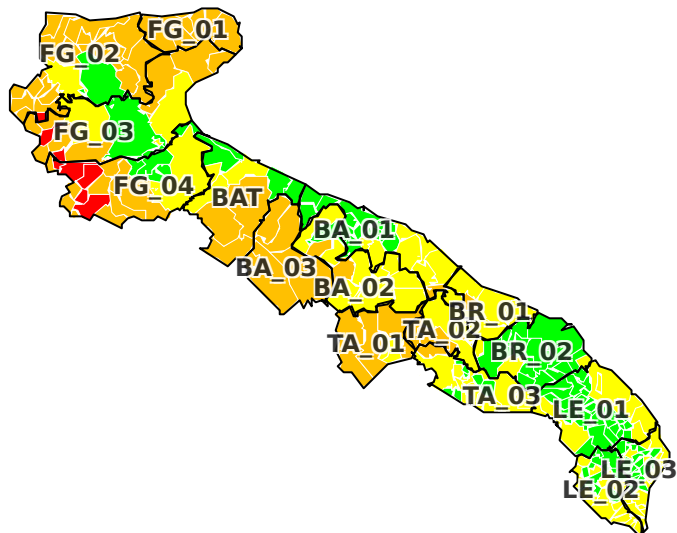 FG_01
FG_02
FG_03
FG_04
BAT
BA_01
BA_03
BA_02
BR_01
TA_02
TA_01
BR_02
TA_03
LE_01
LE_03
LE_02